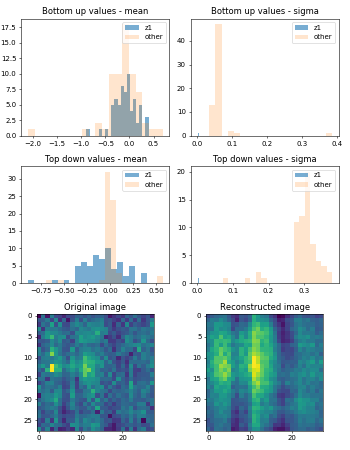 Bottom up values - mean
Bottom up values - sigma
17.5
15.0
12.5
10.0
7.5
5.0
2.5
0.0
z1
other
-2.0 -1.5 -1.0 -0.5 0.0 0.5
40
30
20
10
0
z1
other
0.0 0.1 0.2 0.3 0.4
Top down values - mean
Top down values - sigma
30
25
20
15
10
5
0
z1
other
-0.75 -0.50 -0.25 0.00 0.25 0.50
20
15
10
5
0
z1
other
0.0 0.1 0.2 0.3
Original image
Reconstructed image
0
5
10
15
20
25
0 20
0
5
10
15
20
25
0 20